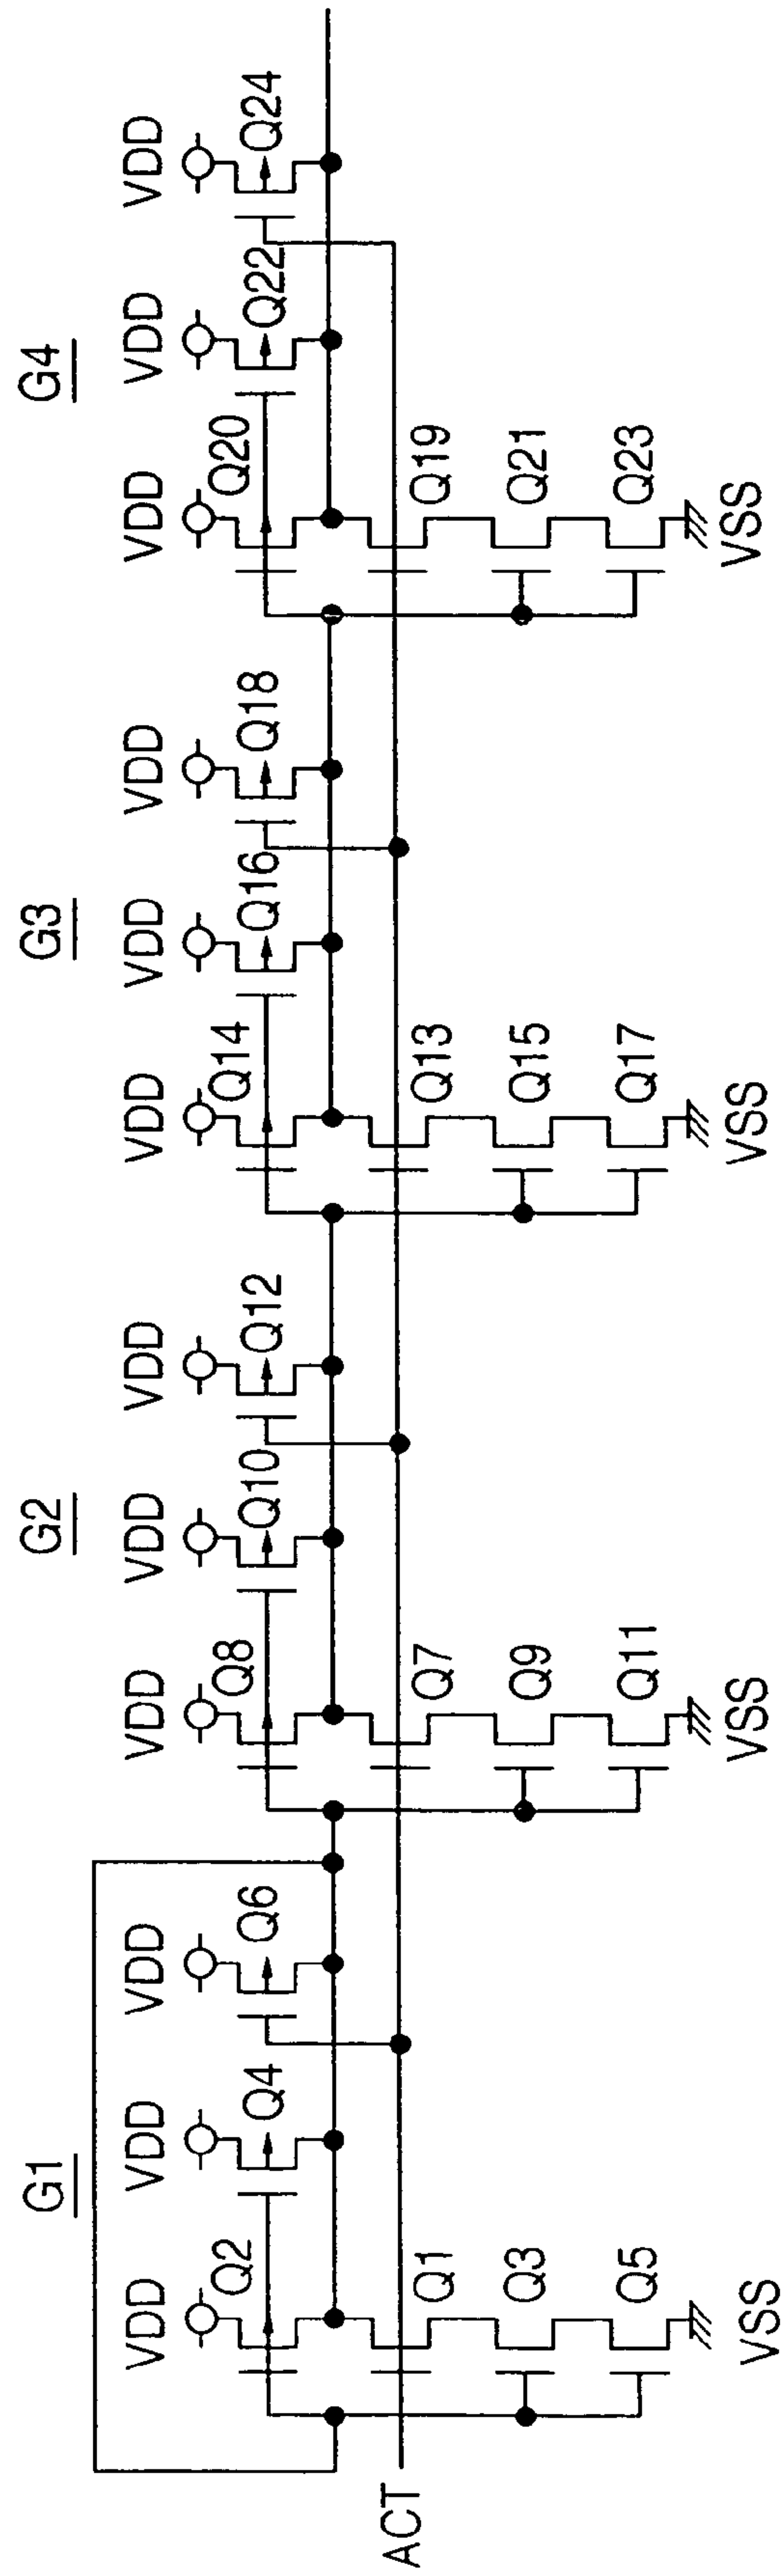 G1 G2 G3 G4
VDD VDD VDD VDD VDD VDD VDD VDD VDD VDD VDD VDD
Q2 Q4 Q6 Q8 Q10 Q12 Q14 Q16 Q18 Q20 Q22 Q24
ACT
Q1 Q7 Q13 Q19
Q3 Q9 Q15 Q21
Q5 Q11 Q17 Q23
VSS VSS VSS VSS